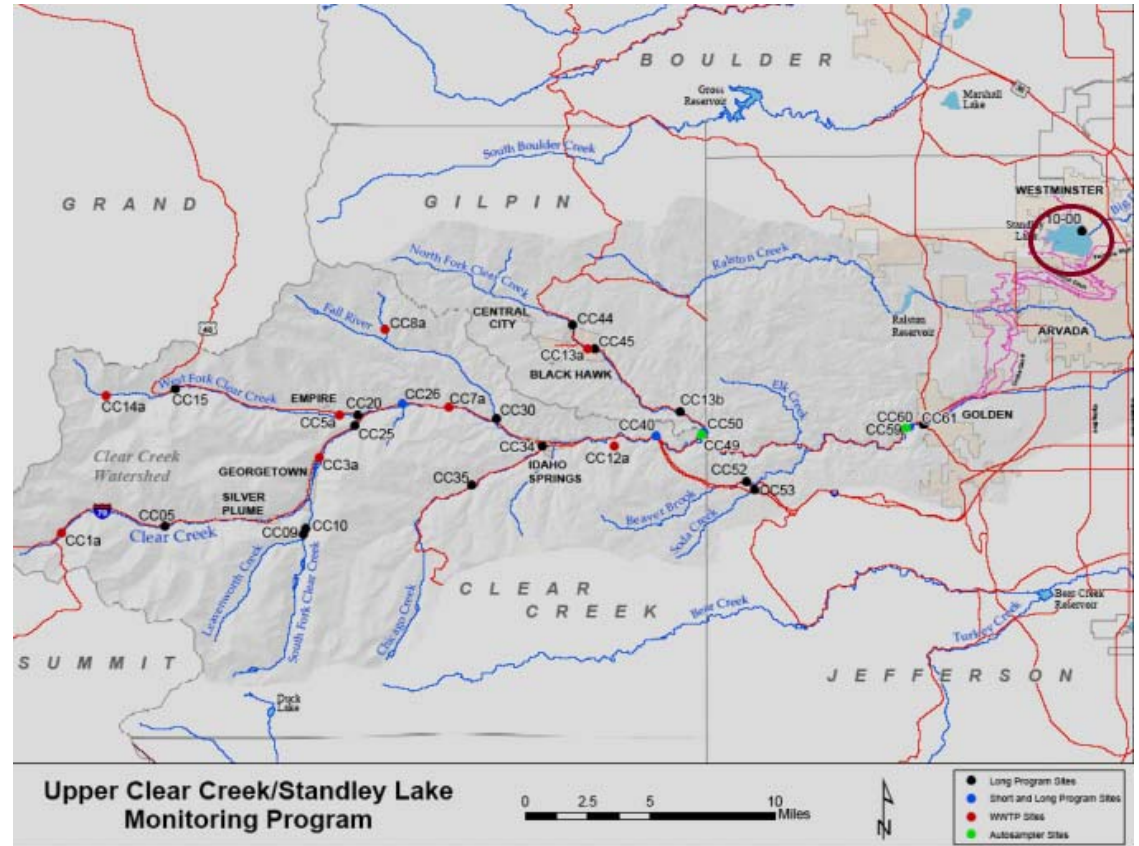 BOULDER
Gross
Reservoir
Marshall
Lake
36
South Boulder Creek
GRAND
GILPIN
WESTMINSTER
10-00
Big
North Fork Clear Creek
Ralston Creek
Fall River
CC8a
CENTRAL
CITY
CC44
Ralston
Reservoir
40
CC13a
CC45
ARVADA
BLACK HAWK
West Fork Clear Creek
Elk Creek
CC14a
CC15
EMPIRE
CC26
CC7a
CC13b
CC5a
CC20
CC30
CC40
CC50
CC60
CC61
GOLDEN
CC25
CC59
CC34
CC49
Clear Creek
Watershed
GEORGETOWN
CC3a
CC12a
IDAHO
SPRINGS
CC52
CC35
CC53
SILVER
PLUME
Beaver Brook
70
CC05
CC10
CC09
Soda Creek
CC1a
Clear Creek
Leavenworth Creek
South Fork Clear Creek
Chicago Creek
CLEAR
CREEK
Bear Creek
Bear Creek
Reservoir
Turkey Creek
SUMMIT
JEFFERSON
Duck
Lake
Upper Clear Creek/Standley Lake
Monitoring Program
0 2.5 5 10
Miles
N
Long Program Sites
Short and Long Program Sites
WWTP Sites
Autosampler Sites